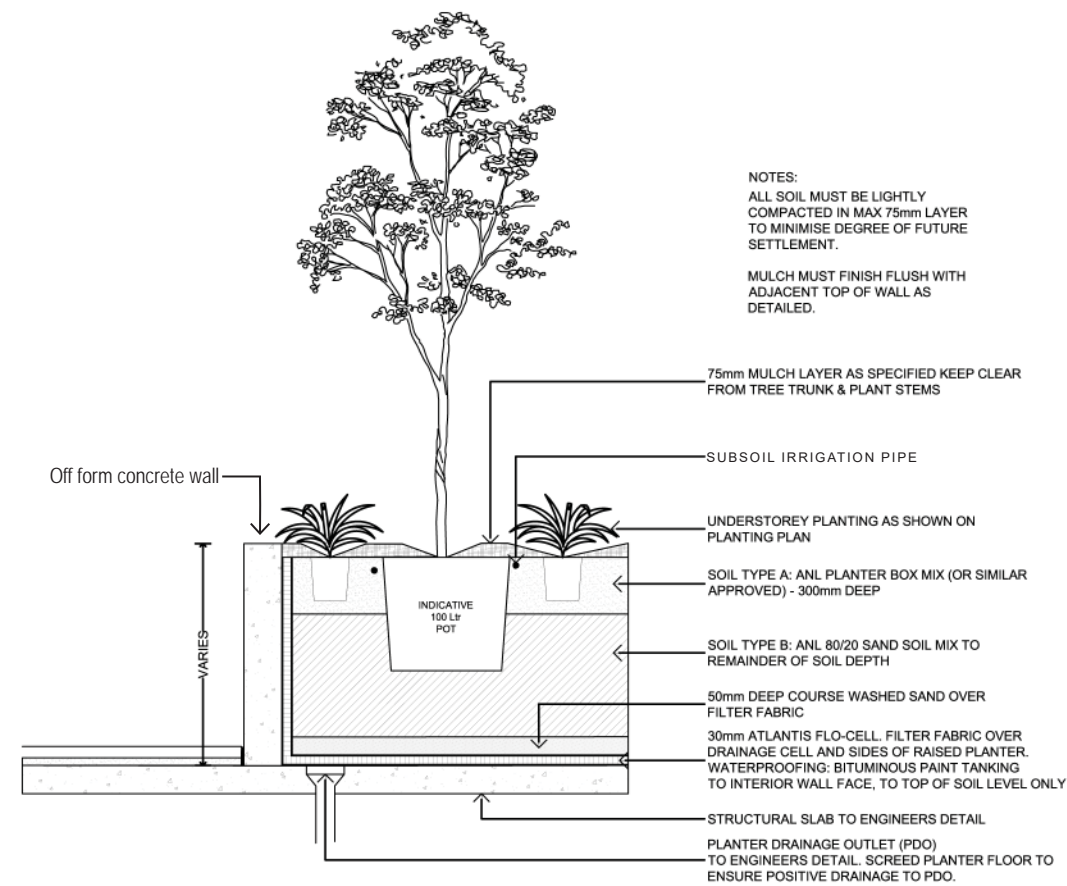 NOTES:
ALL SOIL MUST BE LIGHTLY
COMPACTED IN MAX 75mm LAYER
TO MINIMISE DEGREE OF FUTURE
SETTLEMENT.
MULCH MUST FINISH FLUSH WITH
ADJACENT TOP OF WALL AS
DETAILED.
75mm MULCH LAYER AS SPECIFIED KEEP CLEAR
FROM TREE TRUNK & PLANT STEMS
SUBSOIL IRRIGATION PIPE
Off form concrete wall
UNDERSTOREY PLANTING AS SHOWN ON
PLANTING PLAN
SOIL TYPE A: ANL PLANTER BOX MIX (OR SIMILAR
APPROVED) - 300mm DEEP
INDICATIVE
100 Ltr
POT
VARIES
SOIL TYPE B: ANL 80/20 SAND SOIL MIX TO
REMAINDER OF SOIL DEPTH
50mm DEEP COURSE WASHED SAND OVER
FILTER FABRIC
30mm ATLANTIS FLO-CELL. FILTER FABRIC OVER
DRAINAGE CELL AND SIDES OF RAISED PLANTER.
WATERPROOFING: BITUMINOUS PAINT TANKING
TO INTERIOR WALL FACE, TO TOP OF SOIL LEVEL ONLY
STRUCTURAL SLAB TO ENGINEERS DETAIL
PLANTER DRAINAGE OUTLET (PDO)
TO ENGINEERS DETAIL. SCREED PLANTER FLOOR TO
ENSURE POSITIVE DRAINAGE TO PDO.